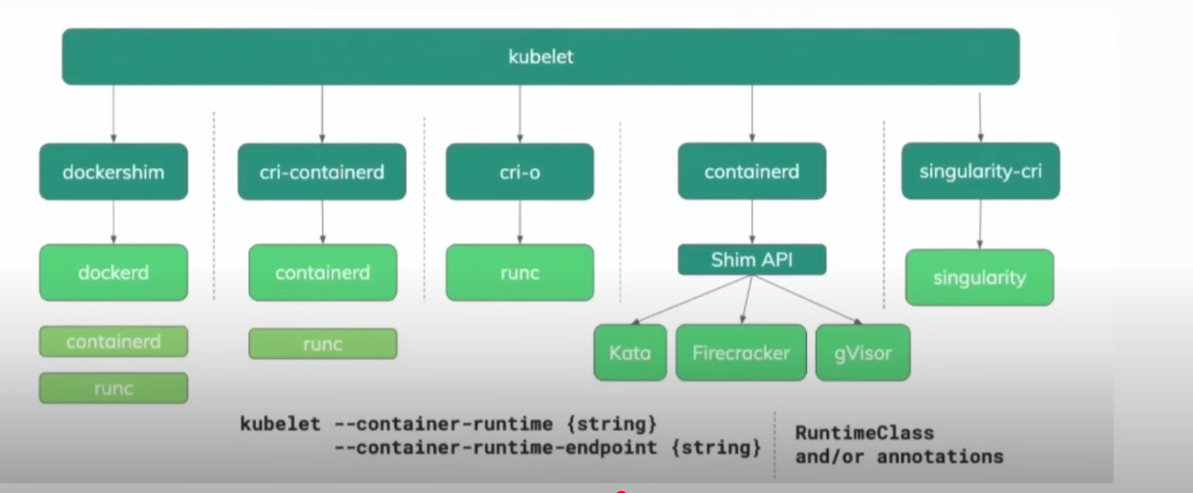 kubelet
dockershim
cri-containerd
cri-o
containerd
singularity-cri
dockerd
containerd
runc
Shim API
singularity
containerd
runc
Kata
Firecracker
gVisor
runc
kubelet --container-runtime {string}
--container-runtime-endpoint {string}
RuntimeClass
and/or annotations